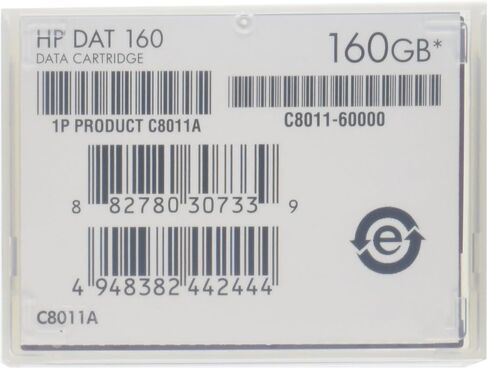 HP DAT 160
160GB*
DATA CARTRIDGE
1P PRODUCT C8011A
C8011-60000
8 82780 30733 9
4 948382 442444
e
C8011A